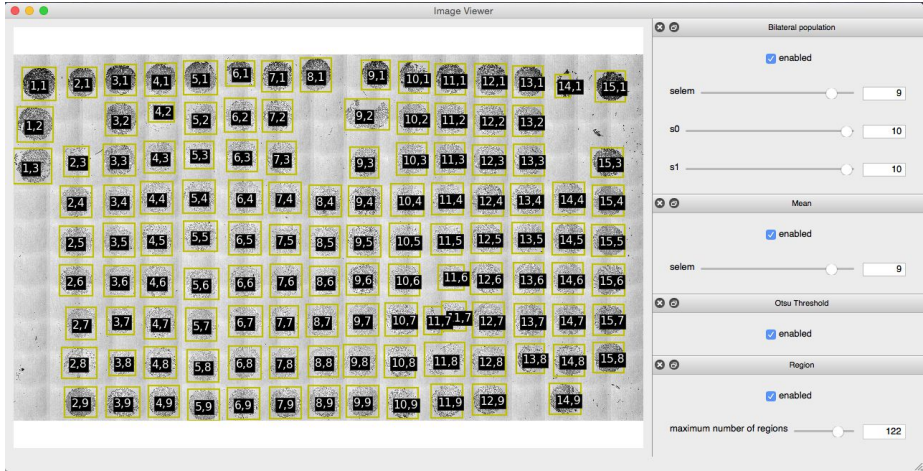 Image Viewer
1,1 2,1 3,1 4,1 5,1 6,1 7,1 8,1 9,1 10,1 11,1 12,1 13,1 14,1 15,1
1,2 3,2 4,2 5,2 6,2 7,2 9,2 10,2 11,2 12,2 13,2
1,3 2,3 3,3 4,3 5,3 6,3 7,3 9,3 10,3 11,3 12,3 13,3 15,3
2,4 3,4 4,4 5,4 6,4 7,4 8,4 9,4 10,4 11,4 12,4 13,4 14,4 15,4
2,5 3,5 4,5 5,5 6,5 7,5 8,5 9,5 10,5 11,5 12,5 13,5 14,5 15,5
2,6 3,6 4,6 5,6 6,6 7,6 8,6 9,6 10,6 11,6 12,6 13,6 14,6 15,6
2,7 3,7 4,7 5,7 6,7 7,7 8,7 9,7 10,7 11,7 12,7 13,7 14,7 15,7
2,8 3,8 4,8 5,8 6,8 7,8 8,8 9,8 10,8 11,8 12,8 13,8 14,8 15,8
2,9 3,9 4,9 5,9 6,9 7,9 8,9 9,9 10,9 11,9 12,9 14,9
Bilateral population
enabled
selem 9
s0 10
s1 10
Mean
enabled
selem 9
Otsu Threshold
enabled
Region
enabled
maximum number of regions 122